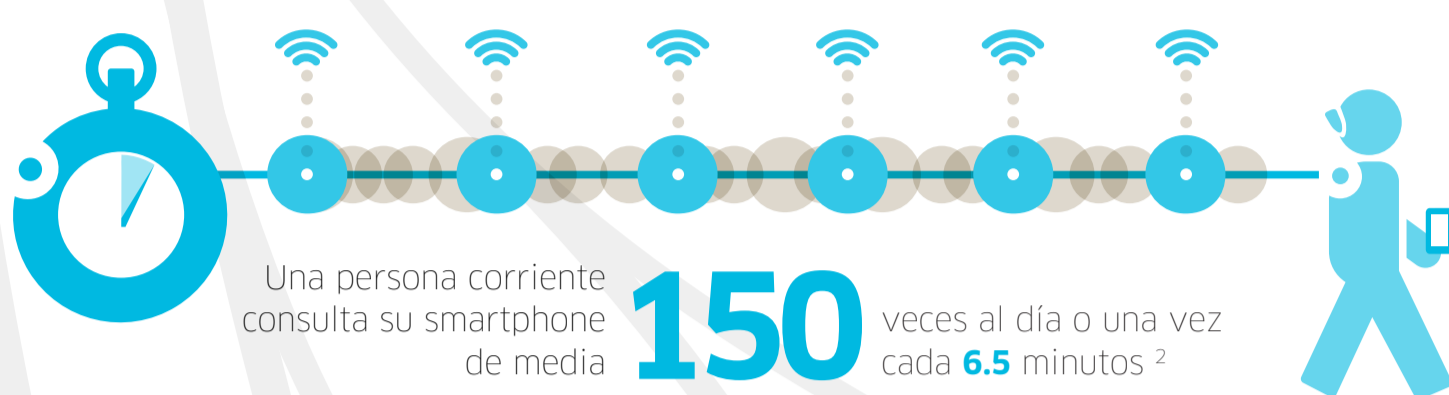 Una persona corriente
consulta su smartphone
de media
150
veces al día o una vez
cada 6.5 minutos ²